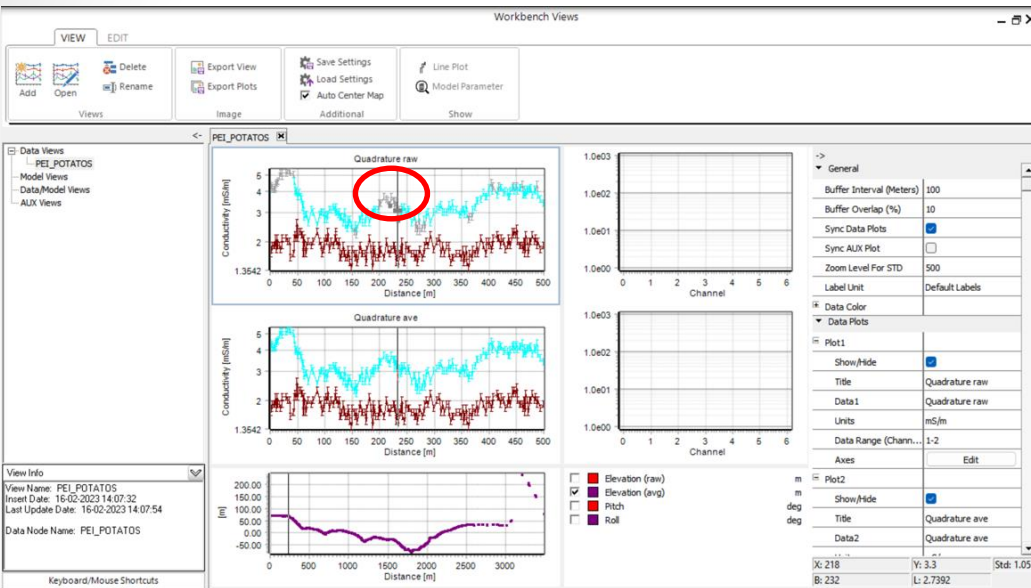 Workbench Views
VIEW EDIT
Add
Open
Delete
Rename
Views
Export View
Export Plots
Image
Save Settings
Load Settings
Auto Center Map
Additional
Line Plot
Model Parameter
Show
<-
PEI_POTATOS
Data Views
PEI_POTATOS
Model Views
Data/Model Views
AUX Views
View Info
View Name: PEI_POTATOS
Insert Date: 16-02-2023 14:07:32
Last Update Date: 16-02-2023 14:07:54
Data Node Name: PEI_POTATOS
Keyboard/Mouse Shortcuts
Quadrature raw
Conductivity [mS/m]
5
4
3
2
1.3642
0 50 100 150 200 250 300 350 400 450 500
Distance [m]
1.0e03
1.0e02
1.0e01
1.0e00
0 1 2 3 4 5 6
Channel
Quadrature ave
Conductivity [mS/m]
5
4
3
2
1.3642
0 50 100 150 200 250 300 350 400 450 500
Distance [m]
1.0e03
1.0e02
1.0e01
1.0e00
0 1 2 3 4 5 6
Channel
[m]
200.00
100.00
50.00
0.00
-50.00
0 500 1000 1500 2000 2500 3000
Elevation (raw) m
Elevation (avg) m
Pitch deg
Roll deg
->
General
Buffer Interval (Meters) 100
Buffer Overlap (%) 10
Sync Data Plots
Sync AUX Plot
Zoom Level For STD 500
Label Unit Default Labels
Data Color
Data Plots
Plot1
Show/Hide
Title Quadrature raw
Data1 Quadrature raw
Units mS/m
Data Range (Chann... 1-2
Axes Edit
Plot2
Show/Hide
Title Quadrature ave
Data2 Quadrature ave
X: 218 Y: 3.3 Std: 1.05
B: 232 L: 2.7392